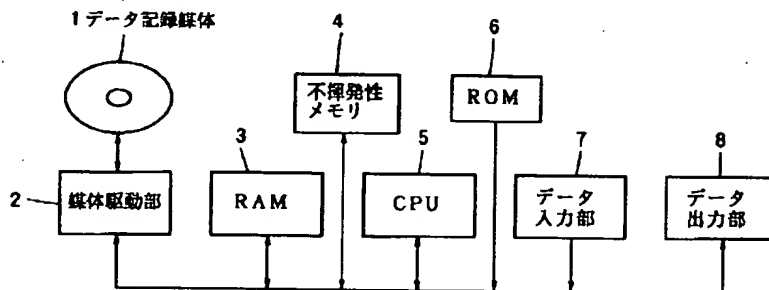 1データ記録媒体
4
不揮発性
メモリ
6
ROM
2
媒体駆動部
3
RAM
5
CPU
7
データ
入力部
8
データ
出力部